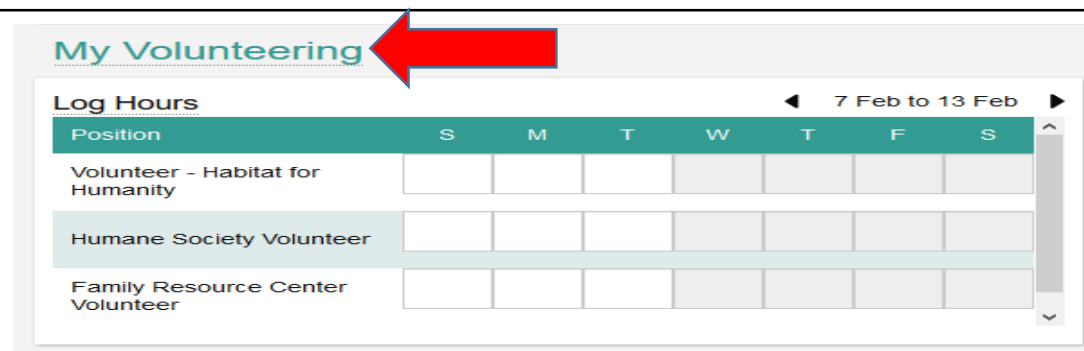 My Volunteering
Log Hours 7 Feb to 13 Feb
Position S M T W T F S
Volunteer - Habitat for
Humanity
Humane Society Volunteer
Family Resource Center
Volunteer